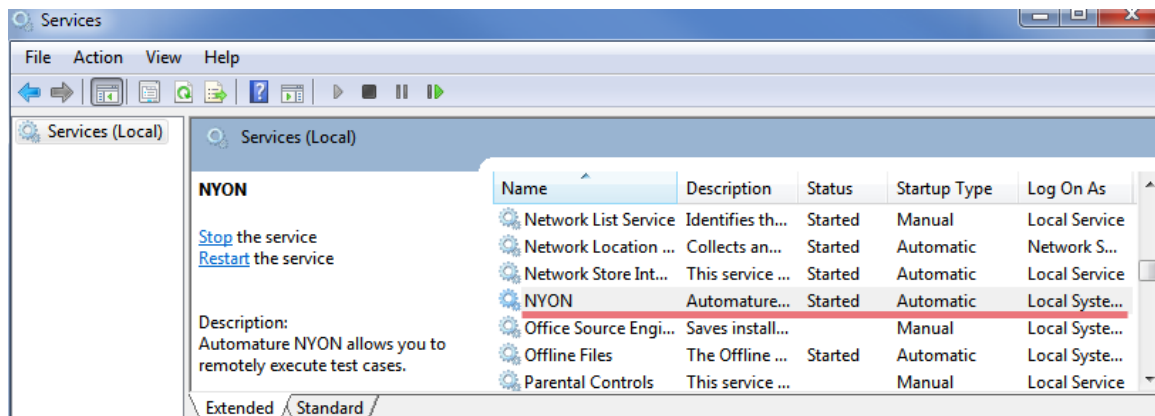 Services
File Action View Help
Services (Local)
Services (Local)
NYON
Stop the service
Restart the service
Description:
Automature NYON allows you to
remotely execute test cases.
Name Description Status Startup Type Log On As
Network List Service Identifies th... Started Manual Local Service
Network Location ... Collects an... Started Automatic Network S...
Network Store Int... This service ... Started Automatic Local Service
NYON Automature... Started Automatic Local Syste...
Office Source Engi... Saves install... Manual Local Syste...
Offline Files The Offline ... Started Automatic Local Syste...
Parental Controls This service ... Manual Local Service
Extended Standard